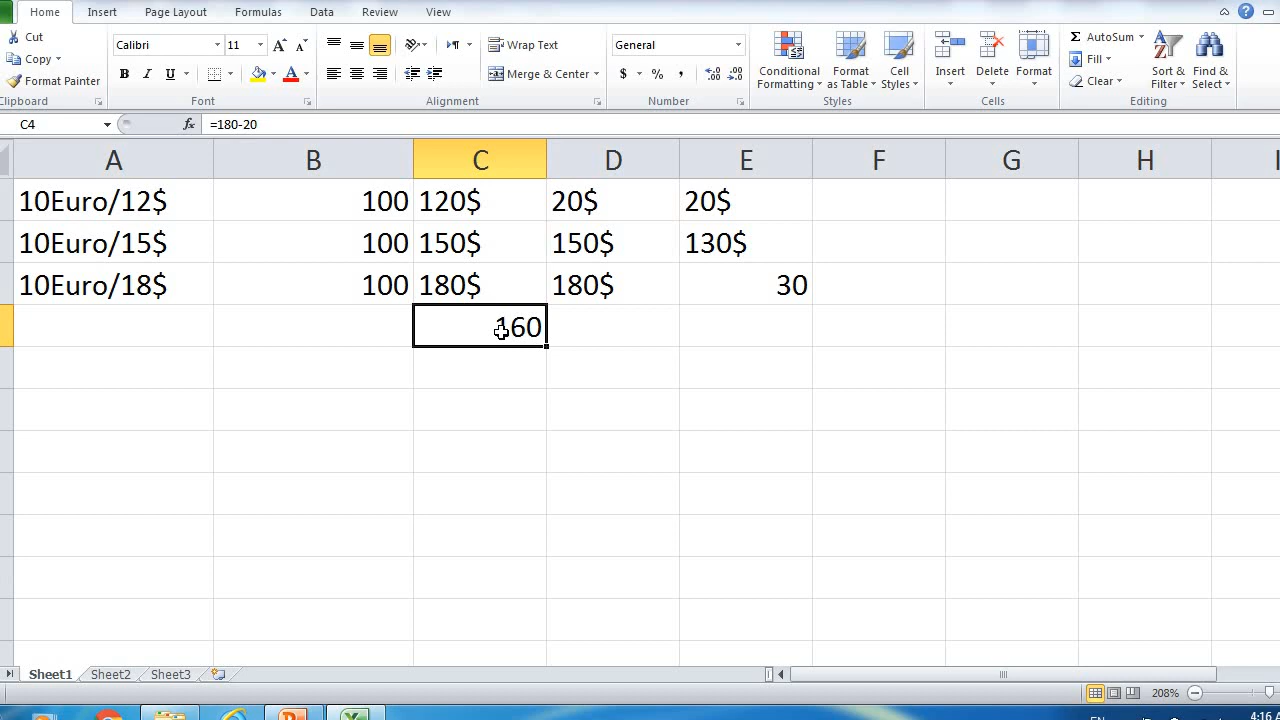 Home Insert Page Layout Formulas Data Review View
Cut
Copy
Format Painter
Clipboard
Calibri 11
B I U
Font
Wrap Text
Merge & Center
Alignment
General
$ % ,
Number
Conditional Formatting
Format as Table
Cell Styles
Styles
Insert Delete Format
Cells
Σ AutoSum
Fill
Clear
Sort & Filter
Find & Select
Editing
C4 fx =180-20
A B C D E F G H I
10Euro/12$ 100 120$ 20$ 20$
10Euro/15$ 100 150$ 150$ 130$
10Euro/18$ 100 180$ 180$ 30
160
Sheet1 Sheet2 Sheet3
208%
EN 4:16